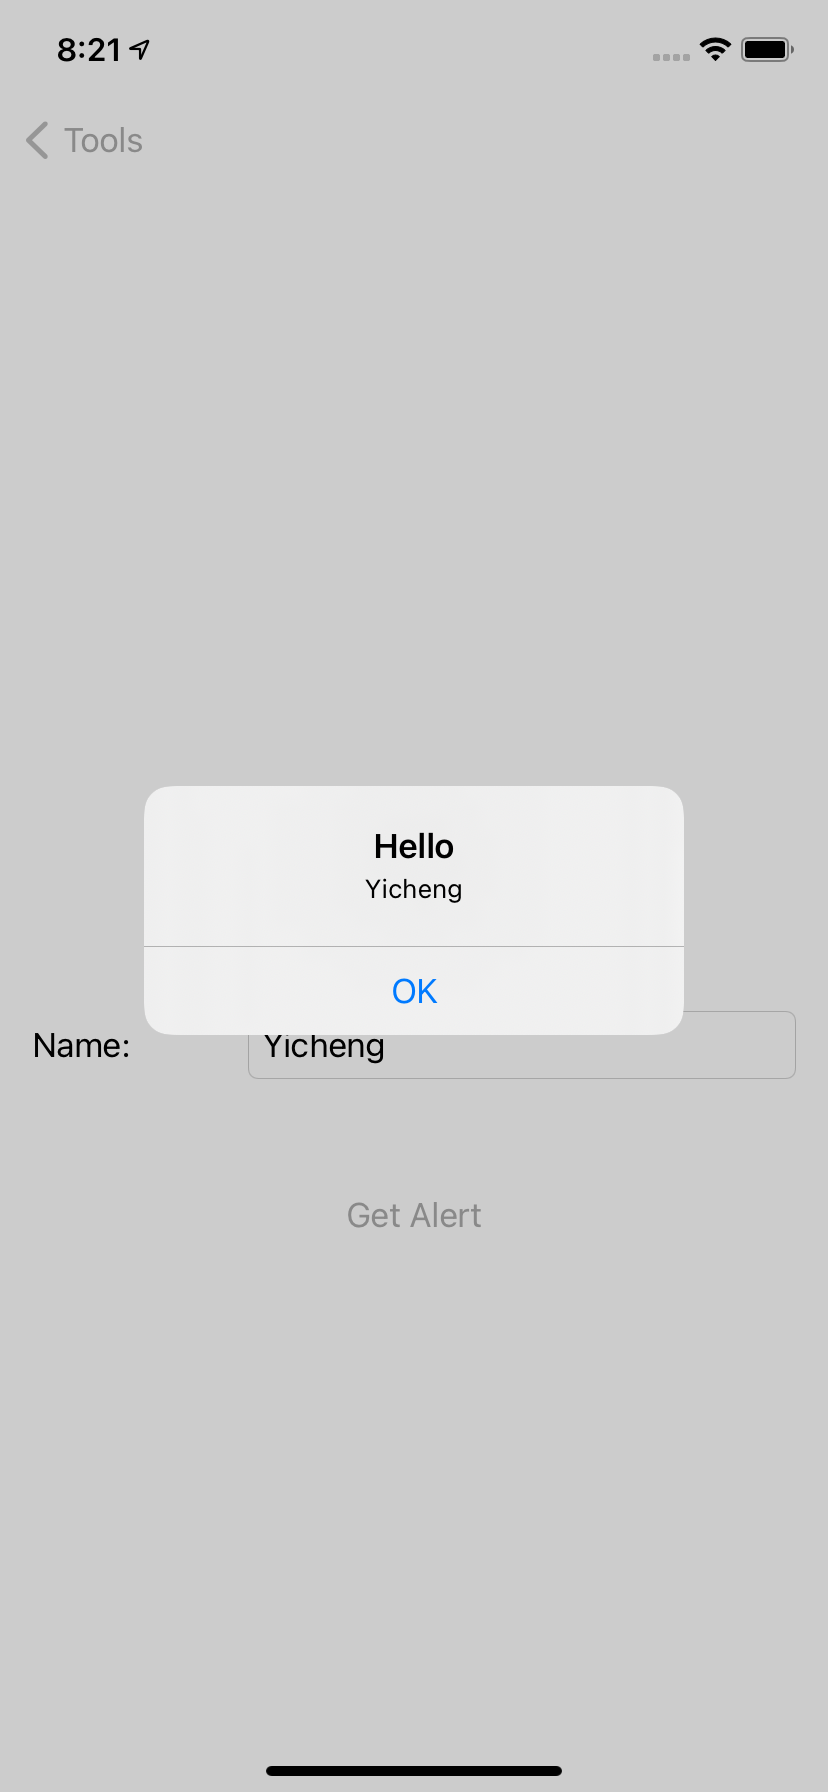 8:21
Tools
Hello
Yicheng
OK
Name:
Yicheng
Get Alert